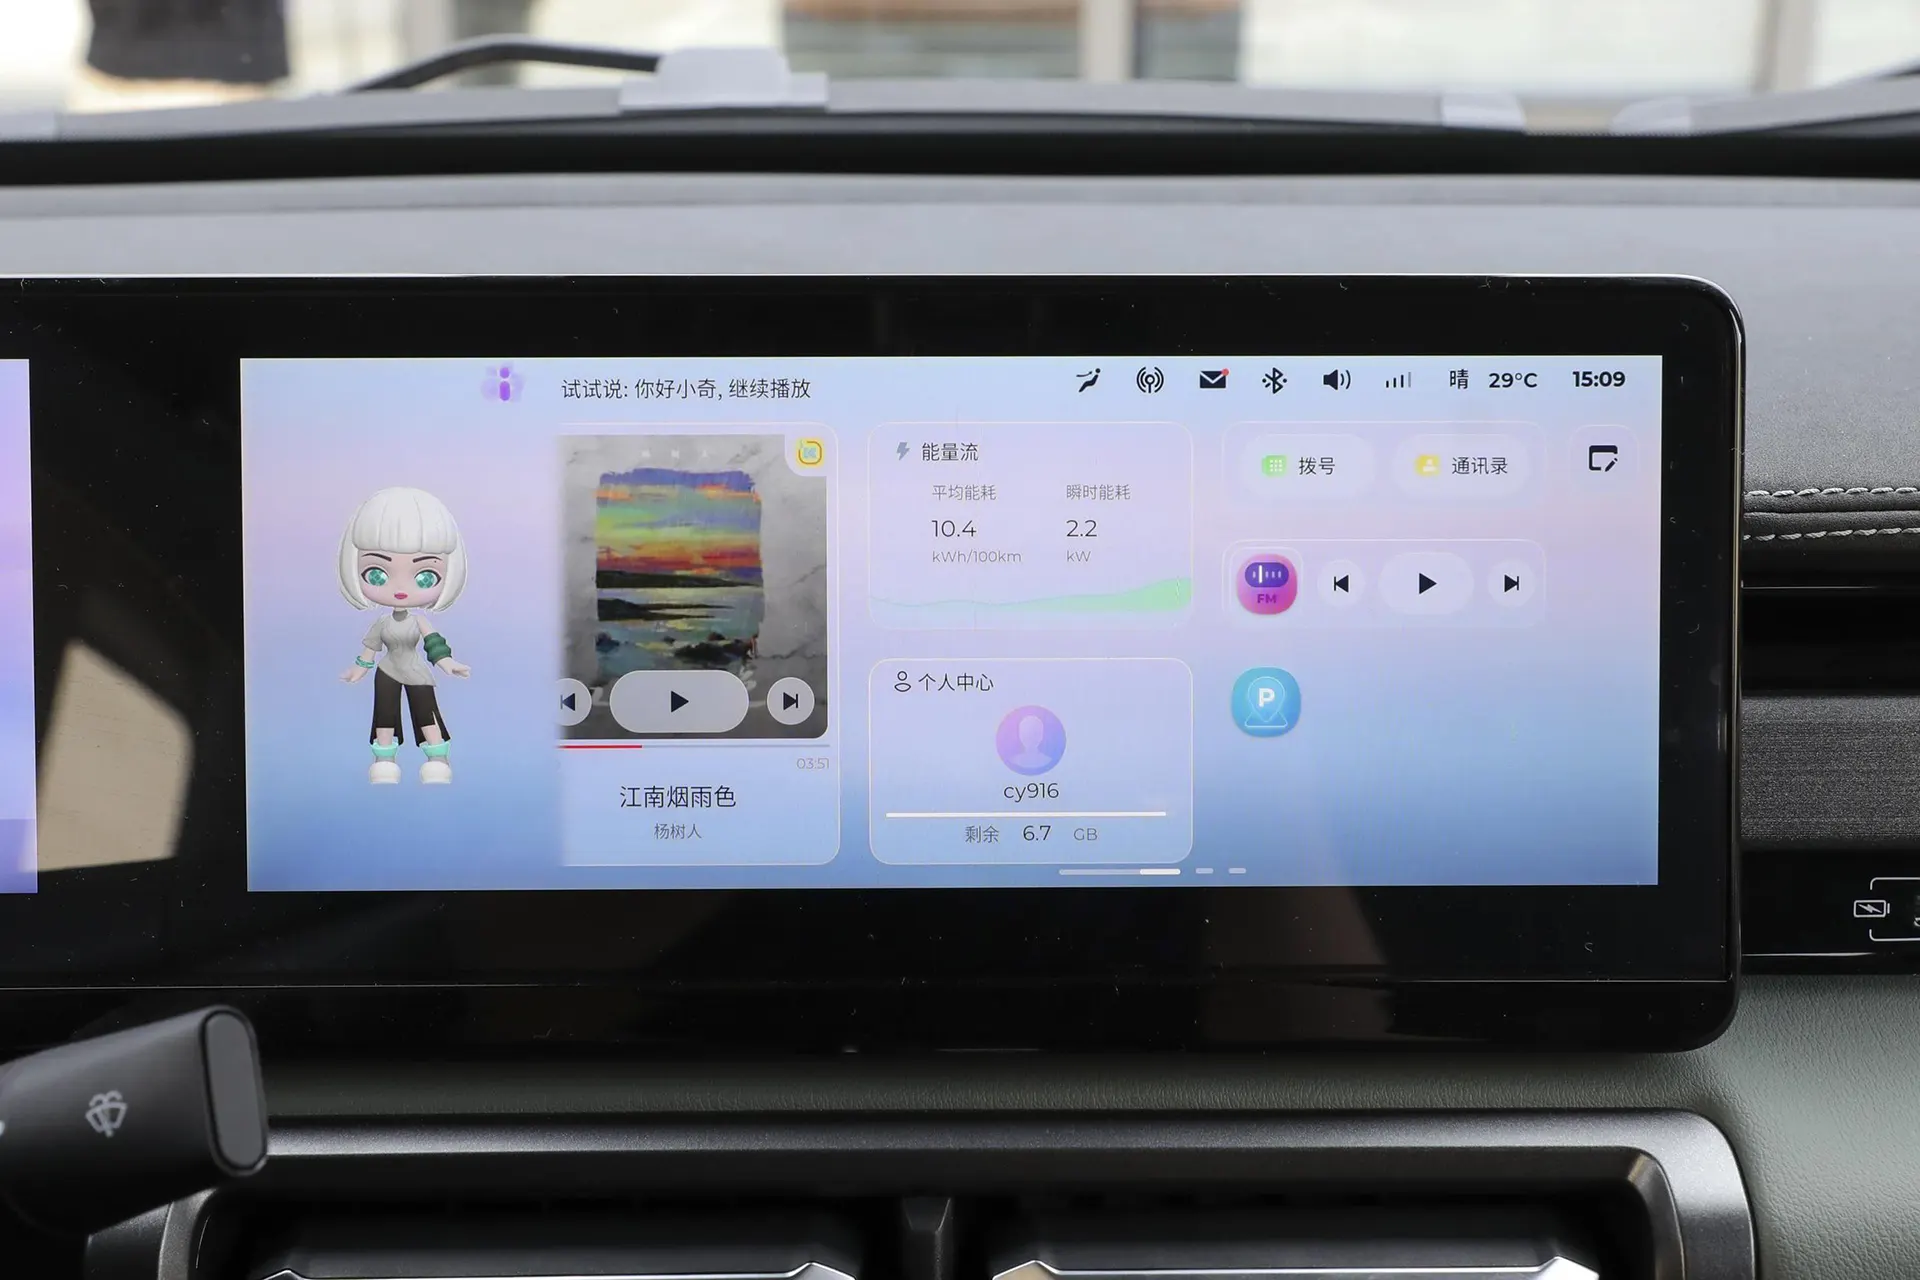 试试说: 你好小奇, 继续播放
晴 29°C 15:09
能量流
平均能耗 瞬时能耗
10.4 2.2
kWh/100km kW
拨号 通讯录
FM
P
03:51
江南烟雨色
杨树人
个人中心
cy916
剩余 6.7 GB